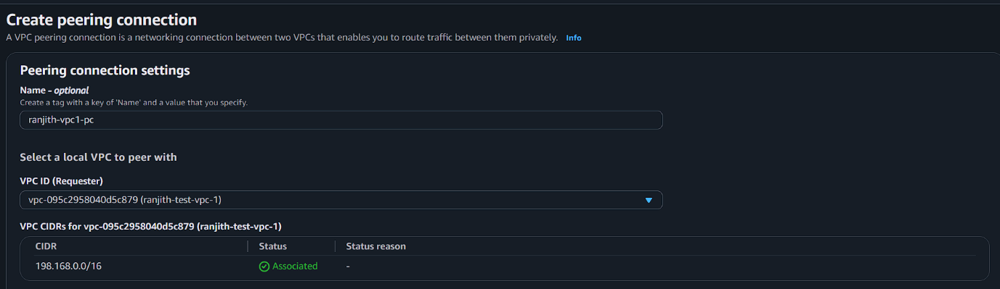 Create peering connection
A VPC peering connection is a networking connection between two VPCs that enables you to route traffic between them privately. Info
Peering connection settings
Name - optional
Create a tag with a key of 'Name' and a value that you specify.
ranjith-vpc1-pc
Select a local VPC to peer with
VPC ID (Requester)
vpc-095c2958040d5c879 (ranjith-test-vpc-1)
VPC CIDRs for vpc-095c2958040d5c879 (ranjith-test-vpc-1)
CIDR Status Status reason
198.168.0.0/16 Associated -